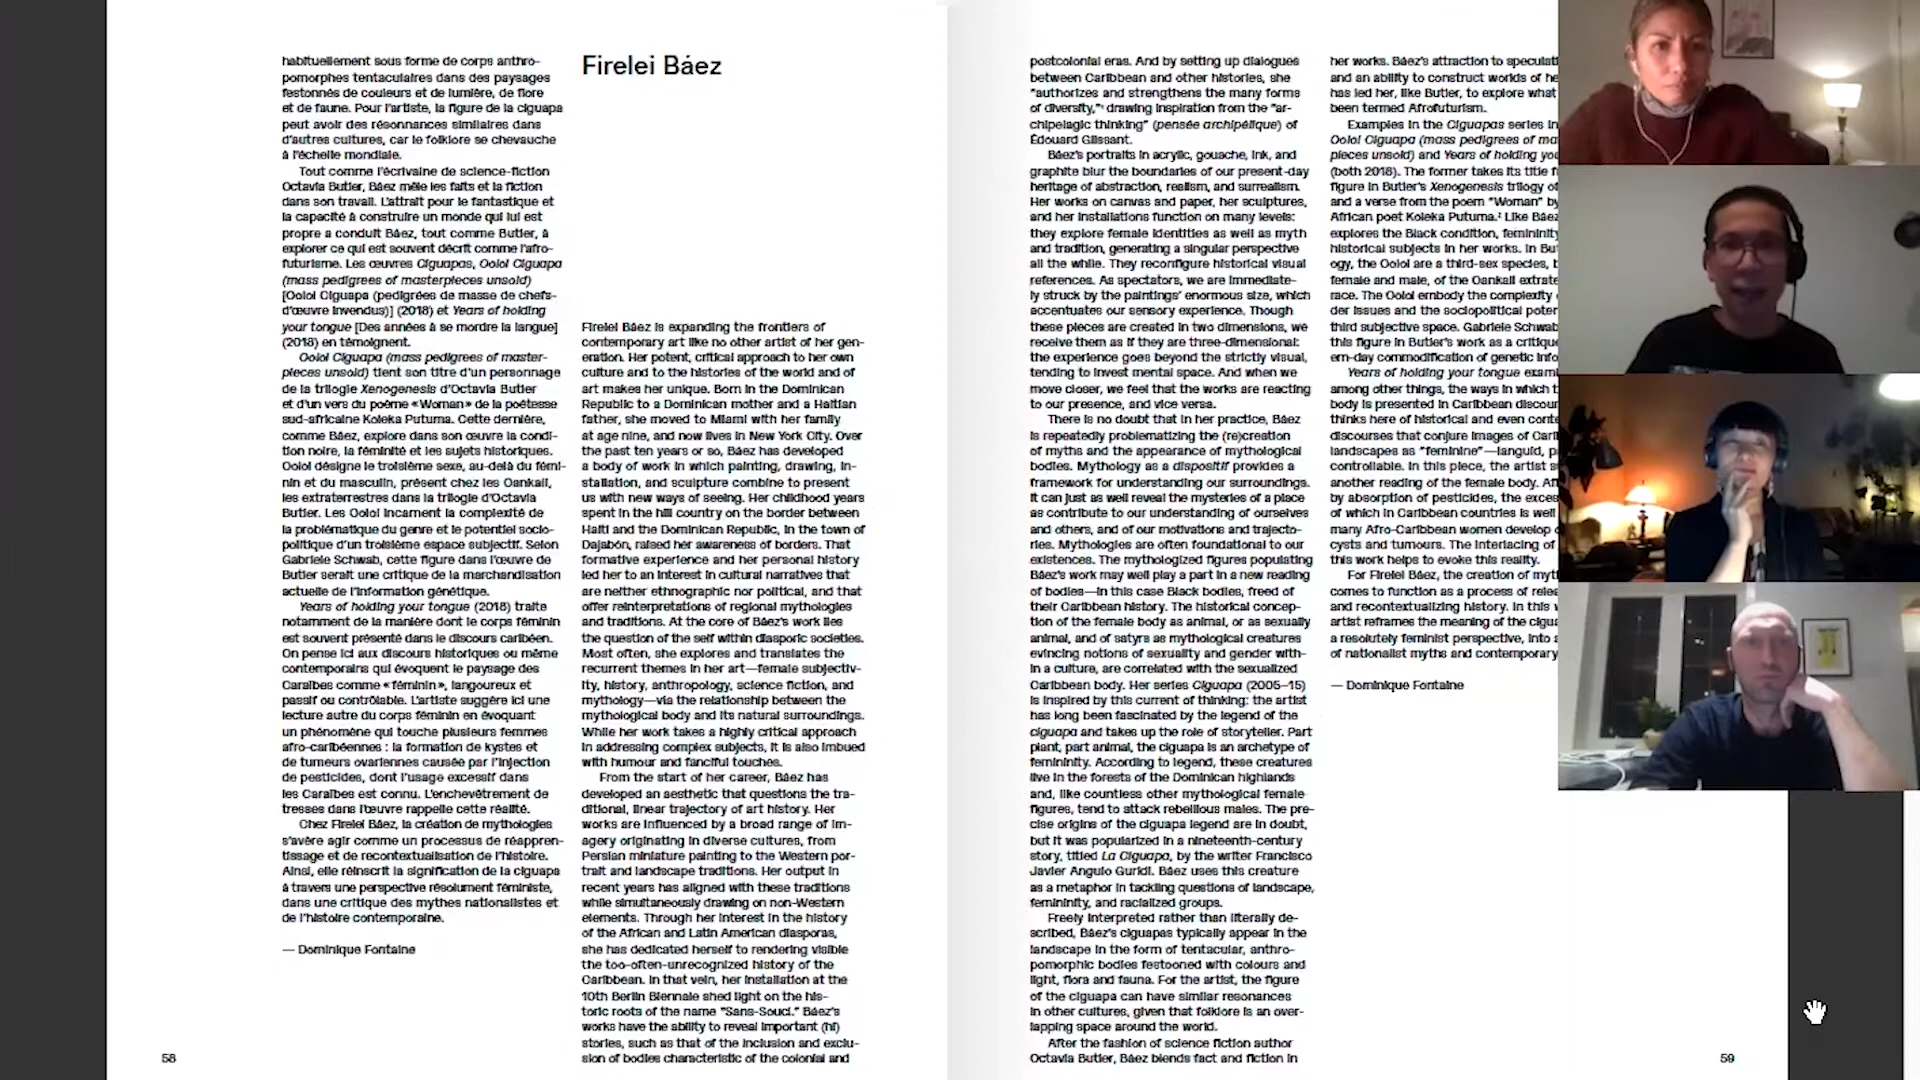 habituellement sous forme de corps anthro-
pomorphes tentaculaires dans des paysages
festonnés de couleurs et de lumière, de flore
et de faune. Pour l'artiste, la figure de la ciguapa
peut avoir des résonnances similaires dans
d'autres cultures, car le folklore se chevauche
à l'échelle mondiale.
Tout comme l'écrivaine de science-fiction
Octavia Butler, Báez mêle les faits et la fiction
dans son travail. L'attrait pour le fantastique et
la capacité à construire un monde qui lui est
propre a conduit Báez, tout comme Butler, à
explorer ce qui est souvent décrit comme l'afro-
futurisme. Les œuvres Ciguapas, Ooloi Ciguapa
(mass pedigrees of masterpieces unsold)
[Ooloi Ciguapa (pedigrées de masse de chefs-
d'œuvre invendus)] (2018) et Years of holding
your tongue [Des années à se mordre la langue]
(2018) en témoignent.
Ooloi Ciguapa (mass pedigrees of master-
pieces unsold) tient son titre d'un personnage
de la trilogie Xenogenesis d'Octavia Butler
et d'un vers du poème «Woman» de la poétesse
sud-africaine Koleka Putuma. Cette dernière,
comme Báez, explore dans son œuvre la condi-
tion noire, la féminité et les sujets historiques.
Ooloi désigne le troisième sexe, au-delà du fémi-
nin et du masculin, présent chez les Oankali,
les extraterrestres dans la trilogie d'Octavia
Butler. Les Ooloi incarnent la complexité de
la problématique du genre et le potentiel socio-
politique d'un troisième espace subjectif. Selon
Gabriele Schwab, cette figure dans l'œuvre de
Butler serait une critique de la marchandisation
actuelle de l'information génétique.
Years of holding your tongue (2018) traite
notamment de la manière dont le corps féminin
est souvent présenté dans le discours caribéen.
On pense ici aux discours historiques ou même
contemporains qui évoquent le paysage des
Caraïbes comme «féminin», langoureux et
passif ou contrôlable. L'artiste suggère ici une
lecture autre du corps féminin en évoquant
un phénomène qui touche plusieurs femmes
afro-caribéennes : la formation de kystes et
de tumeurs ovariennes causée par l'injection
de pesticides, dont l'usage excessif dans
les Caraïbes est connu. L'enchevêtrement de
tresses dans l'œuvre rappelle cette réalité.
Chez Firelei Báez, la création de mythologies
s'avère agir comme un processus de réappren-
tissage et de recontextualisation de l'histoire.
Ainsi, elle réinscrit la signification de la ciguapa
à travers une perspective résolument féministe,
dans une critique des mythes nationalistes et
de l'histoire contemporaine.
— Dominique Fontaine
58
Firelei Báez
Firelei Báez is expanding the frontiers of
contemporary art like no other artist of her gen-
eration. Her potent, critical approach to her own
culture and to the histories of the world and of
art makes her unique. Born in the Dominican
Republic to a Dominican mother and a Haitian
father, she moved to Miami with her family
at age nine, and now lives in New York City. Over
the past ten years or so, Báez has developed
a body of work in which painting, drawing, in-
stallation, and sculpture combine to present
us with new ways of seeing. Her childhood years
spent in the hill country on the border between
Haiti and the Dominican Republic, in the town of
Dajabón, raised her awareness of borders. That
formative experience and her personal history
led her to an interest in cultural narratives that
are neither ethnographic nor political, and that
offer reinterpretations of regional mythologies
and traditions. At the core of Báez's work lies
the question of the self within diasporic societies.
Most often, she explores and translates the
recurrent themes in her art—female subjectiv-
ity, history, anthropology, science fiction, and
mythology—via the relationship between the
mythological body and its natural surroundings.
While her work takes a highly critical approach
in addressing complex subjects, it is also imbued
with humour and fanciful touches.
From the start of her career, Báez has
developed an aesthetic that questions the tra-
ditional, linear trajectory of art history. Her
works are influenced by a broad range of im-
agery originating in diverse cultures, from
Persian miniature painting to the Western por-
trait and landscape traditions. Her output in
recent years has aligned with these traditions
while simultaneously drawing on non-Western
elements. Through her interest in the history
of the African and Latin American diasporas,
she has dedicated herself to rendering visible
the too-often-unrecognized history of the
Caribbean. In that vein, her installation at the
10th Berlin Biennale shed light on the his-
toric roots of the name "Sans-Souci." Báez's
works have the ability to reveal important (hi)
stories, such as that of the inclusion and exclu-
sion of bodies characteristic of the colonial and
postcolonial eras. And by setting up dialogues
between Caribbean and other histories, she
"authorizes and strengthens the many forms
of diversity,"¹ drawing inspiration from the "ar-
chipelagic thinking" (pensée archipélique) of
Édouard Glissant.
Báez's portraits in acrylic, gouache, ink, and
graphite blur the boundaries of our present-day
heritage of abstraction, realism, and surrealism.
Her works on canvas and paper, her sculptures,
and her installations function on many levels:
they explore female identities as well as myth
and tradition, generating a singular perspective
all the while. They reconfigure historical visual
references. As spectators, we are immediate-
ly struck by the paintings' enormous size, which
accentuates our sensory experience. Though
these pieces are created in two dimensions, we
receive them as if they are three-dimensional:
the experience goes beyond the strictly visual,
tending to invest mental space. And when we
move closer, we feel that the works are reacting
to our presence, and vice versa.
There is no doubt that in her practice, Báez
is repeatedly problematizing the (re)creation
of myths and the appearance of mythological
bodies. Mythology as a dispositif provides a
framework for understanding our surroundings.
It can just as well reveal the mysteries of a place
as contribute to our understanding of ourselves
and others, and of our motivations and trajecto-
ries. Mythologies are often foundational to our
existences. The mythologized figures populating
Báez's work may well play a part in a new reading
of bodies—in this case Black bodies, freed of
their Caribbean history. The historical concep-
tion of the female body as animal, or as sexually
animal, and of satyrs as mythological creatures
evincing notions of sexuality and gender with-
in a culture, are correlated with the sexualized
Caribbean body. Her series Ciguapa (2005–15)
is inspired by this current of thinking: the artist
has long been fascinated by the legend of the
ciguapa and takes up the role of storyteller. Part
plant, part animal, the ciguapa is an archetype of
femininity. According to legend, these creatures
live in the forests of the Dominican highlands
and, like countless other mythological female
figures, tend to attack rebellious males. The pre-
cise origins of the ciguapa legend are in doubt,
but it was popularized in a nineteenth-century
story, titled La Ciguapa, by the writer Francisco
Javier Angulo Guridi. Báez uses this creature
as a metaphor in tackling questions of landscape,
femininity, and racialized groups.
Freely interpreted rather than literally de-
scribed, Báez's ciguapas typically appear in the
landscape in the form of tentacular, anthro-
pomorphic bodies festooned with colours and
light, flora and fauna. For the artist, the figure
of the ciguapa can have similar resonances
in other cultures, given that folklore is an over-
lapping space around the world.
After the fashion of science fiction author
Octavia Butler, Báez blends fact and fiction in
her works. Báez's attraction to speculati
and an ability to construct worlds of he
has led her, like Butler, to explore what
been termed Afrofuturism.
Examples in the Ciguapas series in
Ooloi Ciguapa (mass pedigrees of ma
pieces unsold) and Years of holding you
(both 2018). The former takes its title f
figure in Butler's Xenogenesis trilogy of
and a verse from the poem "Woman" by
African poet Koleka Putuma.² Like Báez
explores the Black condition, femininity
historical subjects in her works. In Bu
ogy, the Ooloi are a third-sex species, b
female and male, of the Oankali extrate
race. The Ooloi embody the complexity
der issues and the sociopolitical poten
third subjective space. Gabriele Schwab
this figure in Butler's work as a critique
ern-day commodification of genetic info
Years of holding your tongue exam
among other things, the ways in which t
body is presented in Caribbean discour
thinks here of historical and even conte
discourses that conjure images of Cari
landscapes as "feminine"—languid, p
controllable. In this piece, the artist s
another reading of the female body. Af
by absorption of pesticides, the exces
of which in Caribbean countries is well
many Afro-Caribbean women develop o
cysts and tumours. The interlacing of
this work helps to evoke this reality.
For Firelei Báez, the creation of myt
comes to function as a process of relea
and recontextualizing history. In this w
artist reframes the meaning of the cigua
a resolutely feminist perspective, into a
of nationalist myths and contemporary
— Dominique Fontaine
59